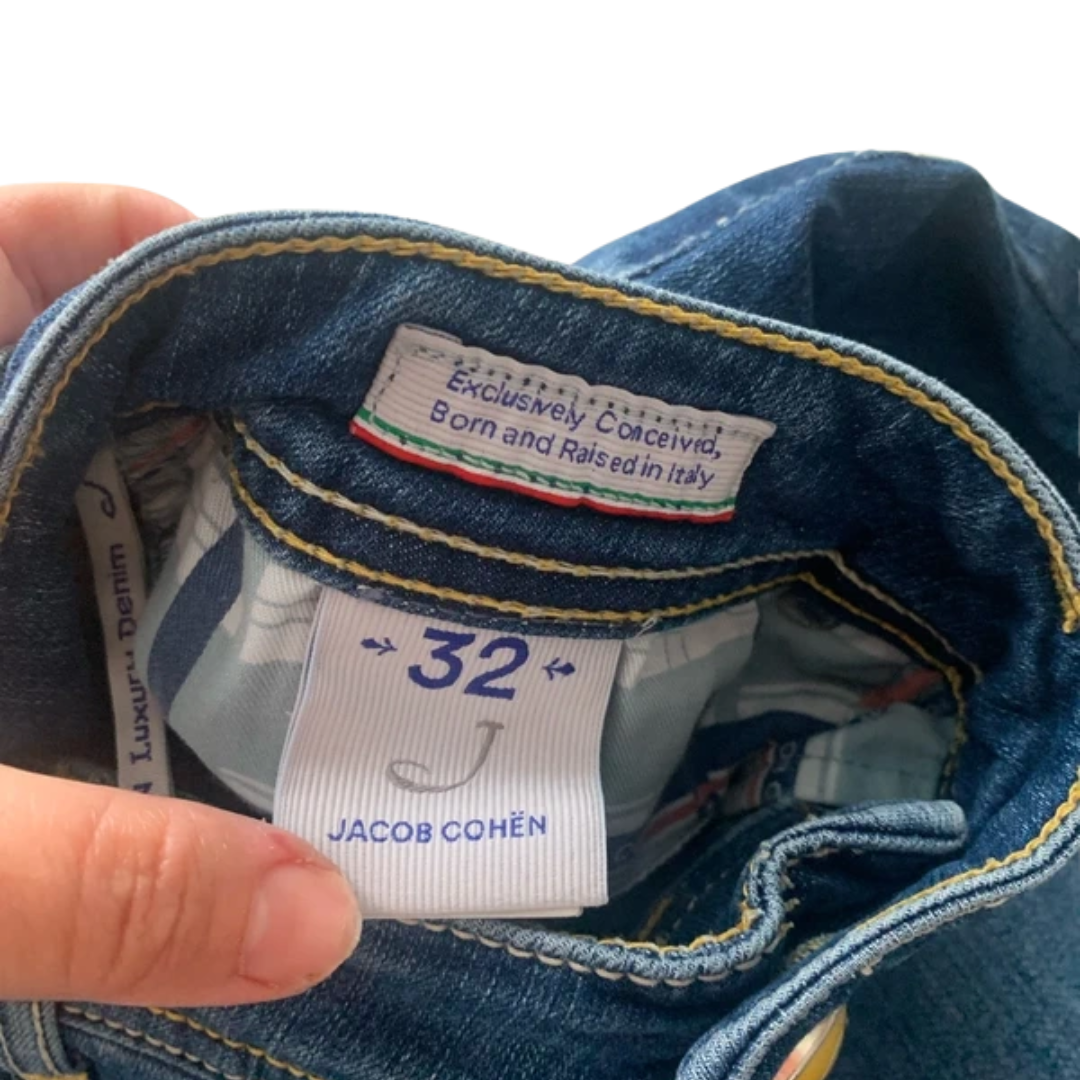 Exclusively Conceived,
Born and Raised in Italy
32
J
JACOB COHËN
Luxury Denim